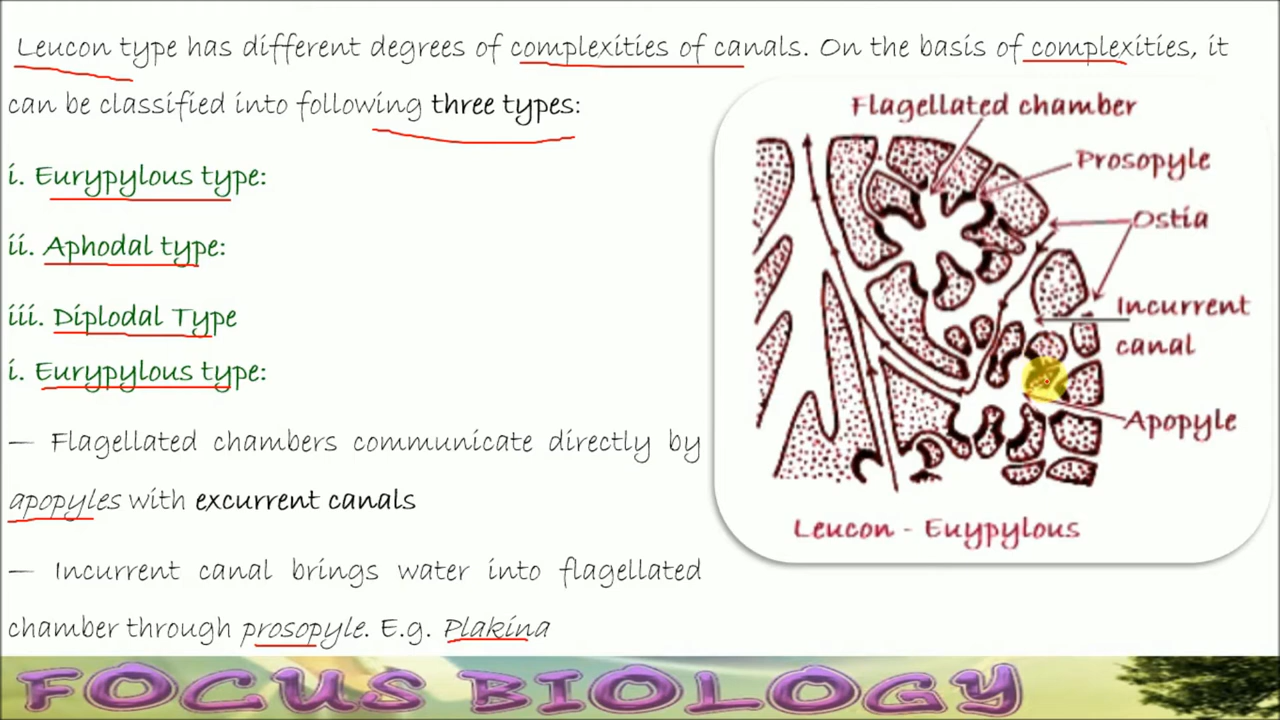 Leucon type has different degrees of complexities of canals. On the basis of complexities, it
can be classified into following three types:
i. Eurypylous type:
ii. Aphodal type:
iii. Diplodal Type
i. Eurypylous type:
— Flagellated chambers communicate directly by
apopyles with excurrent canals
— Incurrent canal brings water into flagellated
chamber through prosopyle. E.g. Plakina
Flagellated chamber
Prosopyle
Ostia
Incurrent
canal
Apopyle
Leucon - Euypylous
FOCUS BIOLOGY